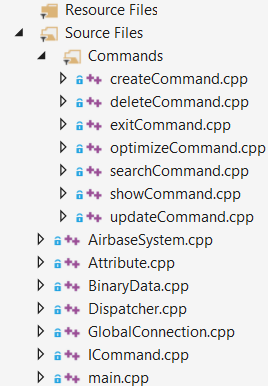 Resource Files
Source Files
Commands
createCommand.cpp
deleteCommand.cpp
exitCommand.cpp
optimizeCommand.cpp
searchCommand.cpp
showCommand.cpp
updateCommand.cpp
AirbaseSystem.cpp
Attribute.cpp
BinaryData.cpp
Dispatcher.cpp
GlobalConnection.cpp
ICommand.cpp
main.cpp